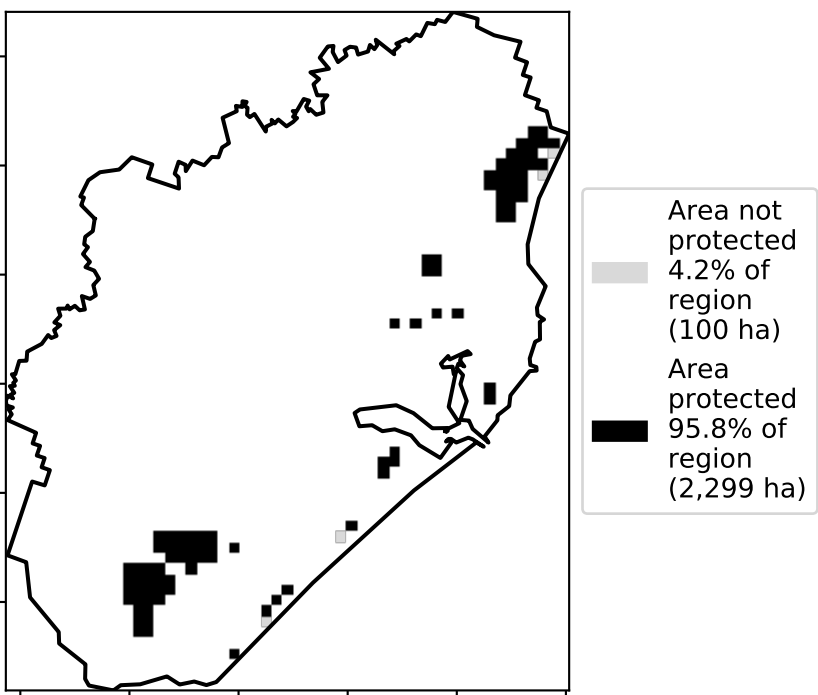 Area not
protected
4.2% of
region
(100 ha)
Area
protected
95.8% of
region
(2,299 ha)